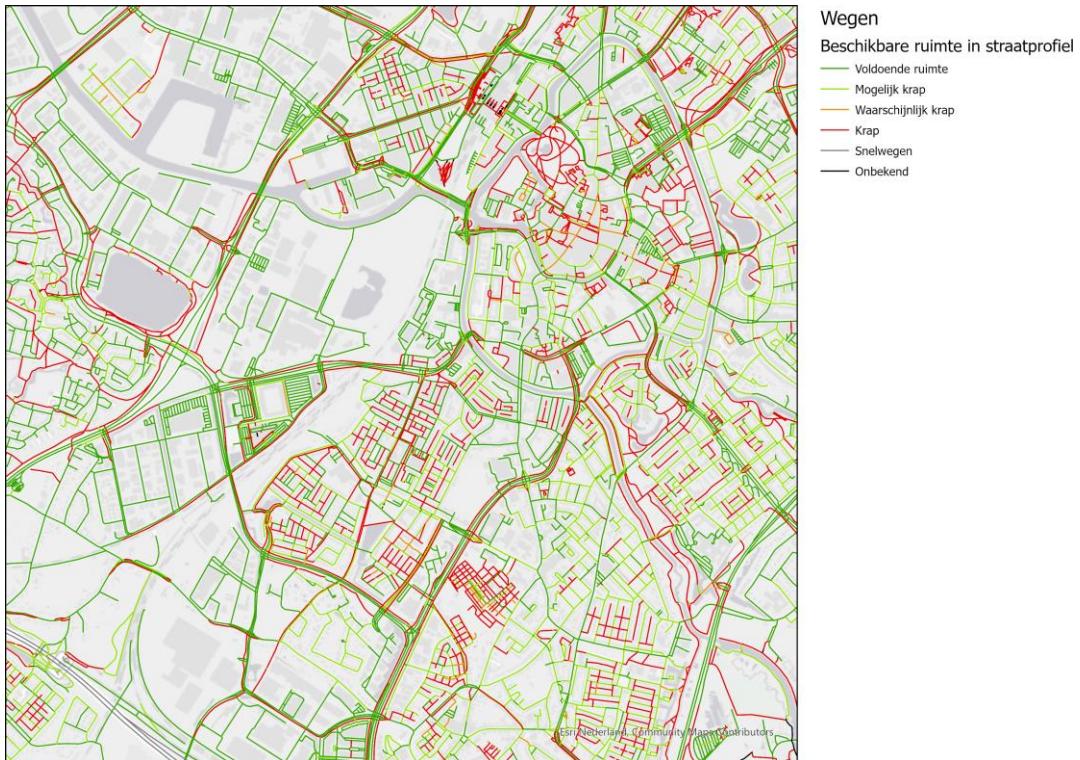 Wegen
Beschikbare ruimte in straatprofiel
Voldoende ruimte
Mogelijk krap
Waarschijnlijk krap
Krap
Snelwegen
Onbekend
Esri Nederland, Community Maps Contributors